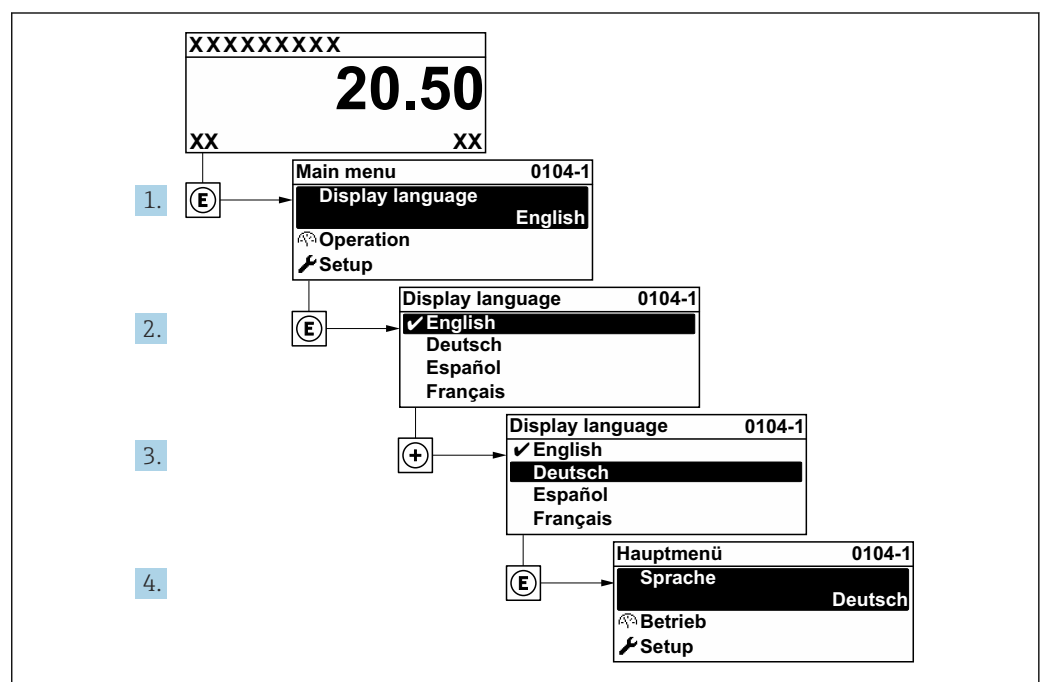 XXXXXXXXX
20.50
XX XX
1. E
Main menu 0104-1
Display language
English
Operation
Setup
2. E
Display language 0104-1
✔English
Deutsch
Español
Français
3. +
Display language 0104-1
✔English
Deutsch
Español
Français
4. E
Hauptmenü 0104-1
Sprache
Deutsch
Betrieb
Setup